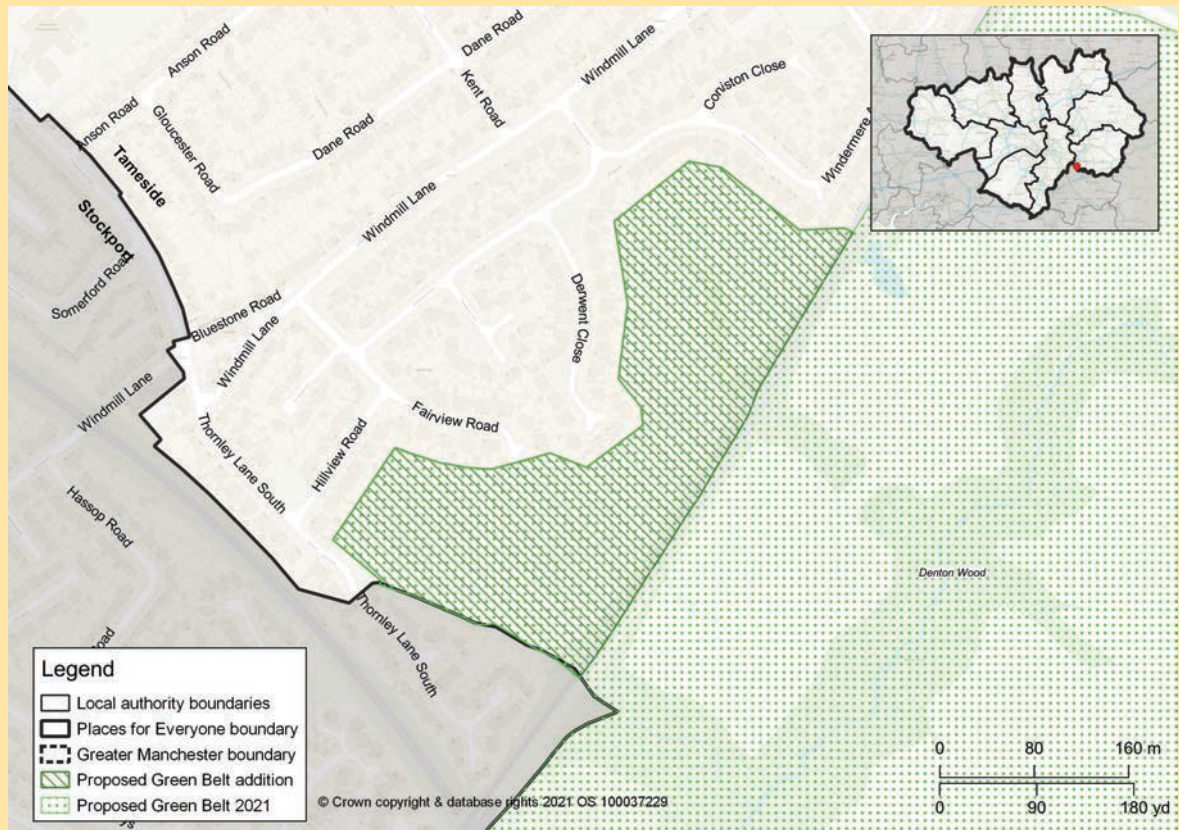 Anson Road
Dane Road
Windmill Lane
Kent Road
Coniston Close
Anson Road
Gloucester Road
Dane Road
Tameside
Stockport
Windmill Lane
Somerford Road
Bluestone Road
Windmill Lane
Derwent Close
Windmill Lane
Fairview Road
Thornley Lane South
Hillview Road
Hassop Road
Denton Wood
Thornley Lane South
Road
Legend
Local authority boundaries
Places for Everyone boundary
Greater Manchester boundary
Proposed Green Belt addition
Proposed Green Belt 2021
© Crown copyright & database rights 2021 OS 100037229
0 80 160 m
0 90 180 yd
Windermere